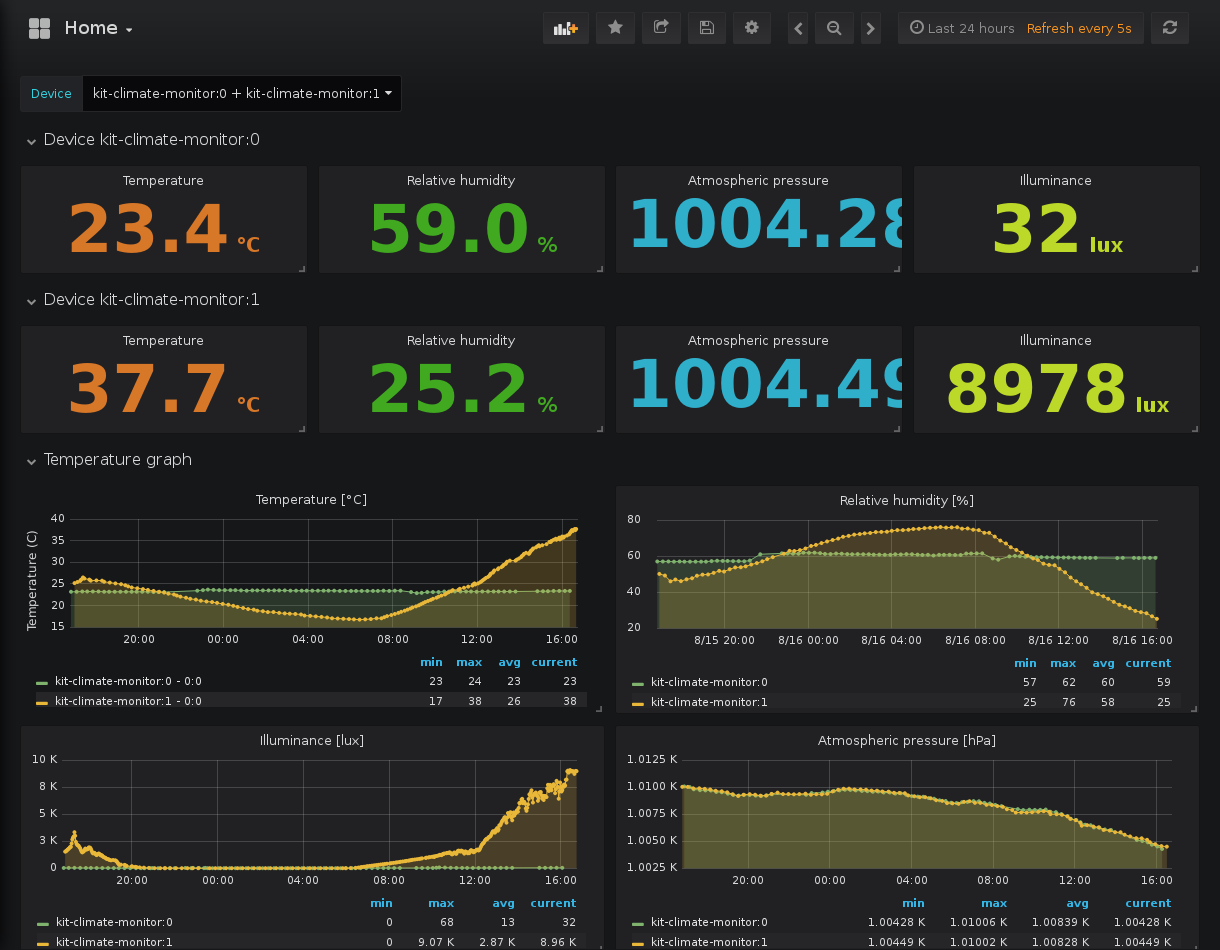 Home
Last 24 hours Refresh every 5s
Device kit-climate-monitor:0 + kit-climate-monitor:1
Device kit-climate-monitor:0
Temperature Relative humidity Atmospheric pressure Illuminance
23.4 °C 59.0 % 1004.28 32 lux
Device kit-climate-monitor:1
Temperature Relative humidity Atmospheric pressure Illuminance
37.7 °C 25.2 % 1004.49 8978 lux
Temperature graph
Temperature [°C]
Temperature (C)
40
35
30
25
20
15
20:00 00:00 04:00 08:00 12:00 16:00
min max avg current
kit-climate-monitor:0 - 0:0 23 24 23 23
kit-climate-monitor:1 - 0:0 17 38 26 38
Relative humidity [%]
80
60
40
20
8/15 20:00 8/16 00:00 8/16 04:00 8/16 08:00 8/16 12:00 8/16 16:00
min max avg current
kit-climate-monitor:0 57 62 60 59
kit-climate-monitor:1 25 76 58 25
Illuminance [lux]
10 K
8 K
5 K
3 K
0
20:00 00:00 04:00 08:00 12:00 16:00
min max avg current
kit-climate-monitor:0 0 68 13 32
kit-climate-monitor:1 0 9.07 K 2.87 K 8.96 K
Atmospheric pressure [hPa]
1.0125 K
1.0100 K
1.0075 K
1.0050 K
1.0025 K
20:00 00:00 04:00 08:00 12:00 16:00
min max avg current
kit-climate-monitor:0 1.00428 K 1.01006 K 1.00839 K 1.00428 K
kit-climate-monitor:1 1.00449 K 1.01002 K 1.00828 K 1.00449 K